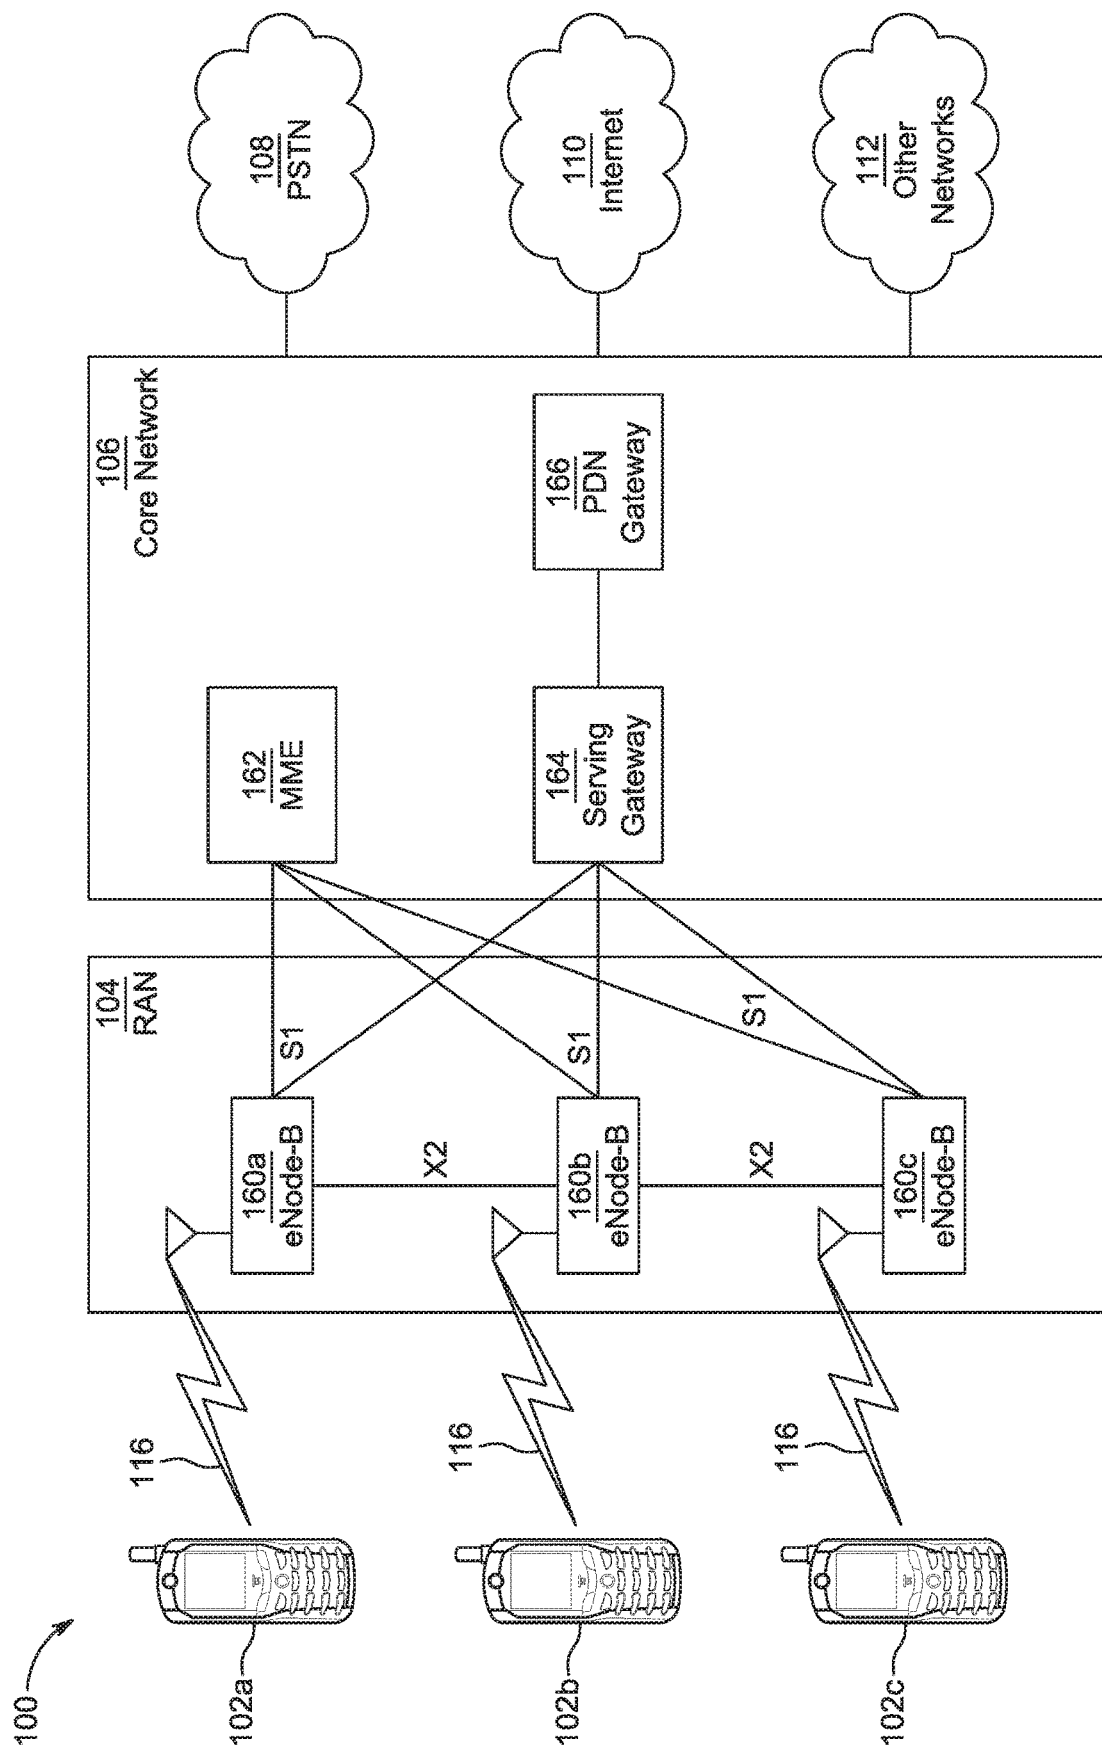 100
102a
116
102b
116
102c
116
104
RAN
160a
eNode-B
160b
eNode-B
160c
eNode-B
X2
X2
S1
S1
S1
106
Core Network
162
MME
164
Serving
Gateway
166
PDN
Gateway
108
PSTN
110
Internet
112
Other
Networks